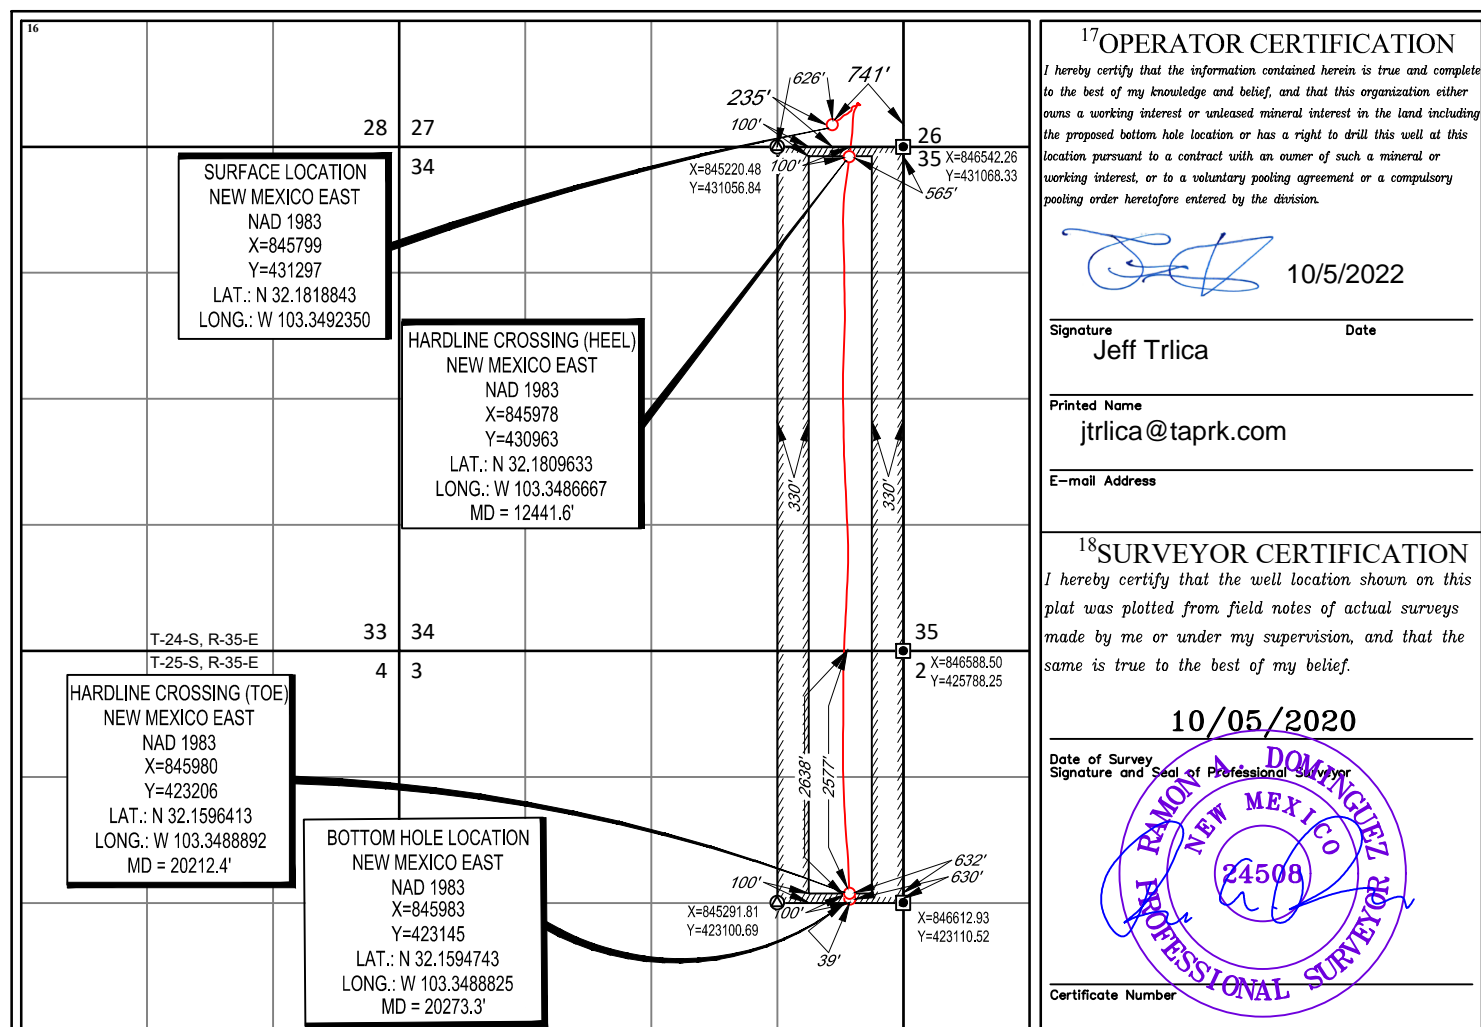 16
626'
741'
235'
100'
28 27
26
34
35
100'
565'
X=845220.48
Y=431056.84
X=846542.26
Y=431068.33
SURFACE LOCATION
NEW MEXICO EAST
NAD 1983
X=845799
Y=431297
LAT.: N 32.1818843
LONG.: W 103.3492350
HARDLINE CROSSING (HEEL)
NEW MEXICO EAST
NAD 1983
X=845978
Y=430963
LAT.: N 32.1809633
LONG.: W 103.3486667
MD = 12441.6'
330'
330'
T-24-S, R-35-E
33 34
35
T-25-S, R-35-E
4 3
2
X=846588.50
Y=425788.25
HARDLINE CROSSING (TOE)
NEW MEXICO EAST
NAD 1983
X=845980
Y=423206
LAT.: N 32.1596413
LONG.: W 103.3488892
MD = 20212.4'
2638'
2577'
BOTTOM HOLE LOCATION
NEW MEXICO EAST
NAD 1983
X=845983
Y=423145
LAT.: N 32.1594743
LONG.: W 103.3488825
MD = 20273.3'
632'
630'
100'
100'
39'
X=845291.81
Y=423100.69
X=846612.93
Y=423110.52
17OPERATOR CERTIFICATION
I hereby certify that the information contained herein is true and complete
to the best of my knowledge and belief, and that this organization either
owns a working interest or unleased mineral interest in the land including
the proposed bottom hole location or has a right to drill this well at this
location pursuant to a contract with an owner of such a mineral or
working interest, or to a voluntary pooling agreement or a compulsory
pooling order heretofore entered by the division.
10/5/2022
Signature Date
Jeff Trlica
Printed Name
jtrlica@taprk.com
E-mail Address
18SURVEYOR CERTIFICATION
I hereby certify that the well location shown on this
plat was plotted from field notes of actual surveys
made by me or under my supervision, and that the
same is true to the best of my belief.
10/05/2020
Date of Survey
Signature and Seal of Professional Surveyor
RAMON A. DOMINGUEZ
NEW MEXICO
24508
PROFESSIONAL SURVEYOR
Certificate Number